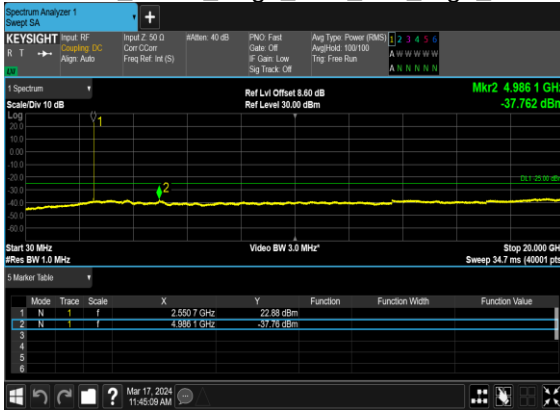 Spectrum Analyzer 1
Swept SA
+
KEYSIGHT Input: RF Input Z: 50 Ω #Atten: 40 dB PNO: Fast Avg Type: Power (RMS) 1 2 3 4 5 6
R T Coupling: DC Corr CCorr Gate: Off Avg|Hold: 100/100 A W W W W W
Align: Auto Freq Ref: Int (S) IF Gain: Low Trig: Free Run
LV Sig Track: Off A N N N N N
1 Spectrum Ref Lvl Offset 8.60 dB Mkr2 4.986 1 GHz
Scale/Div 10 dB Ref Level 30.00 dBm -37.762 dBm
Log
20.0 1
10.0
0.00
-10.0
-20.0 DL1 -25.00 dBm
-30.0 2
-40.0
-50.0
-60.0
Start 30 MHz Video BW 3.0 MHz* Stop 20.000 GH
#Res BW 1.0 MHz Sweep 34.7 ms (40001 pts
5 Marker Table
Mode Trace Scale X Y Function Function Width Function Value
1 N 1 f 2.550 7 GHz 22.88 dBm
2 N 1 f 4.986 1 GHz -37.76 dBm
3
4
5
6
? Mar 17, 2024
11:45:09 AM